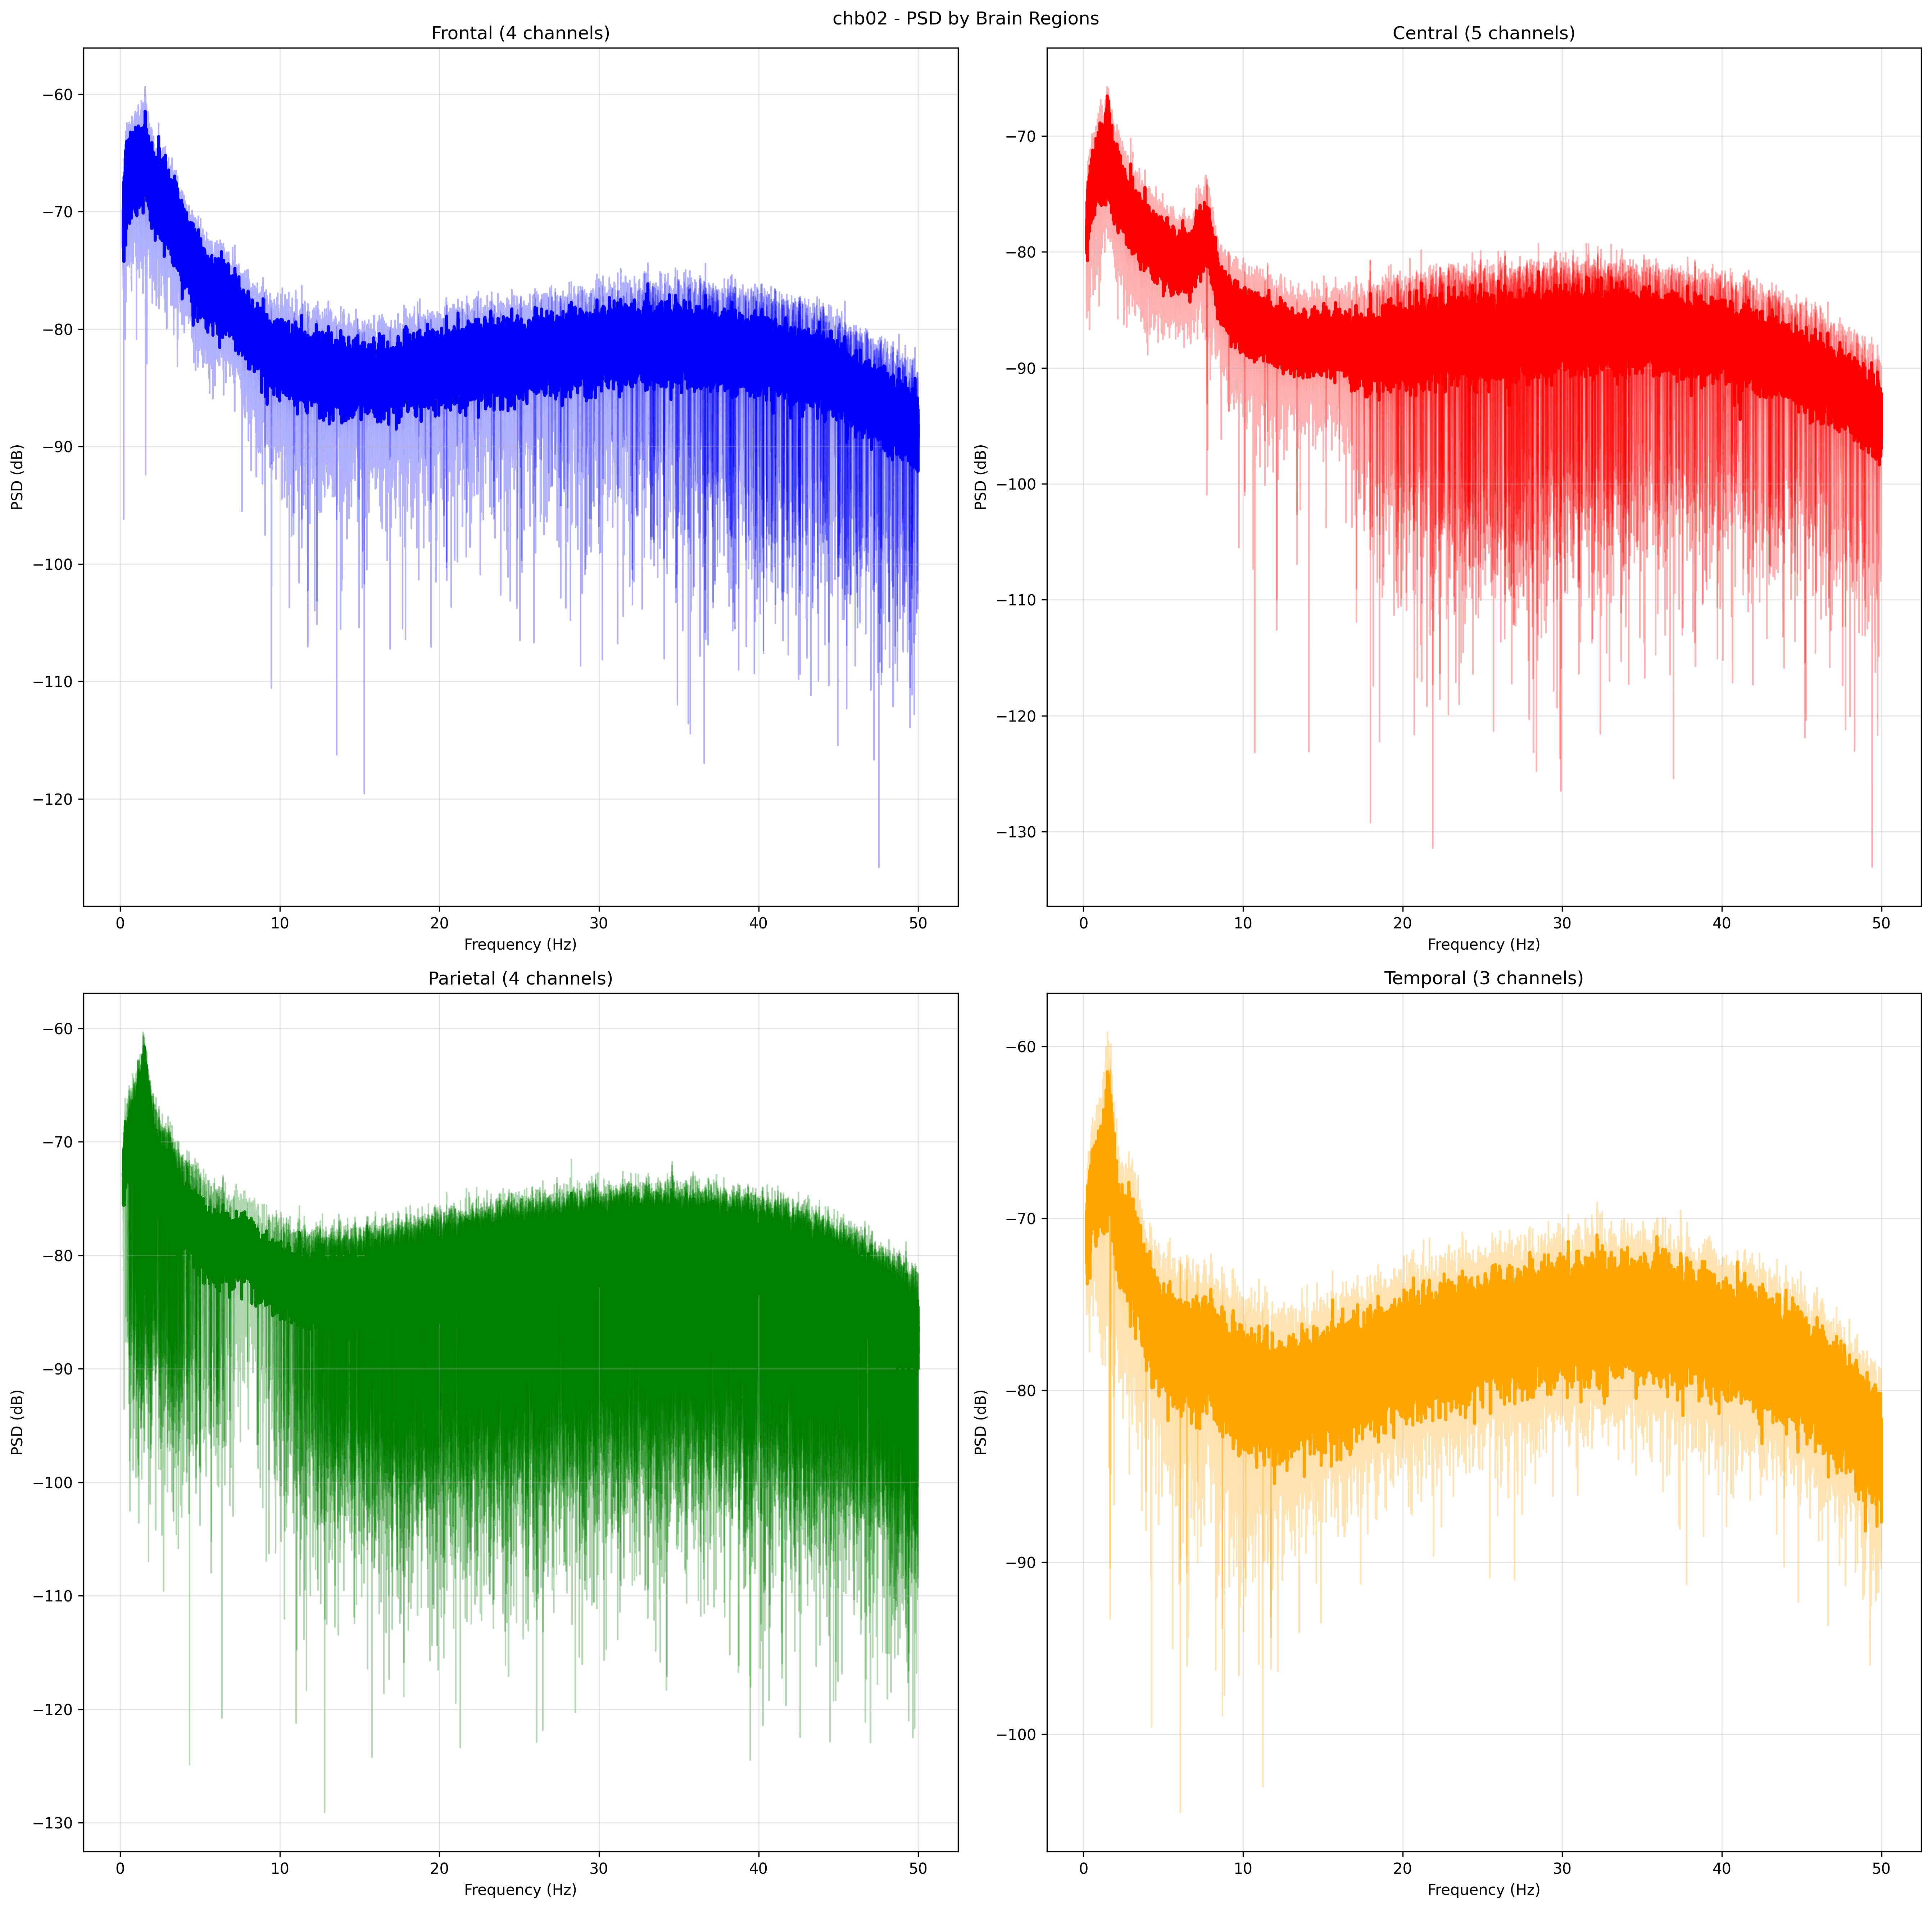 chb02 - PSD by Brain Regions
Frontal (4 channels)
−60
−70
−80
−90
−100
−110
−120
PSD (dB)
0 10 20 30 40 50
Frequency (Hz)
Central (5 channels)
−70
−80
−90
−100
−110
−120
−130
PSD (dB)
0 10 20 30 40 50
Frequency (Hz)
Parietal (4 channels)
−60
−70
−80
−90
−100
−110
−120
−130
PSD (dB)
0 10 20 30 40 50
Frequency (Hz)
Temporal (3 channels)
−60
−70
−80
−90
−100
PSD (dB)
0 10 20 30 40 50
Frequency (Hz)